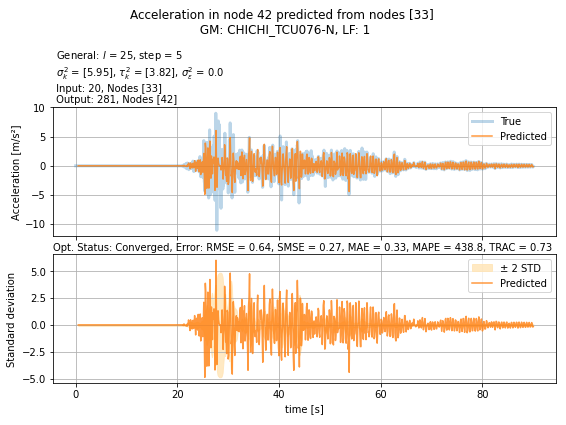 Acceleration in node 42 predicted from nodes [33]
GM: CHICHI_TCU076-N, LF: 1
General: l = 25, step = 5
σ²ₖ = [5.95], τ²ₖ = [3.82], σ²ₑ = 0.0
Input: 20, Nodes [33]
Output: 281, Nodes [42]
10
5
0
−5
−10
Acceleration [m/s²]
True
Predicted
Opt. Status: Converged, Error: RMSE = 0.64, SMSE = 0.27, MAE = 0.33, MAPE = 438.8, TRAC = 0.73
5.0
2.5
0.0
−2.5
−5.0
Standard deviation
± 2 STD
Predicted
0
20
40
60
80
time [s]